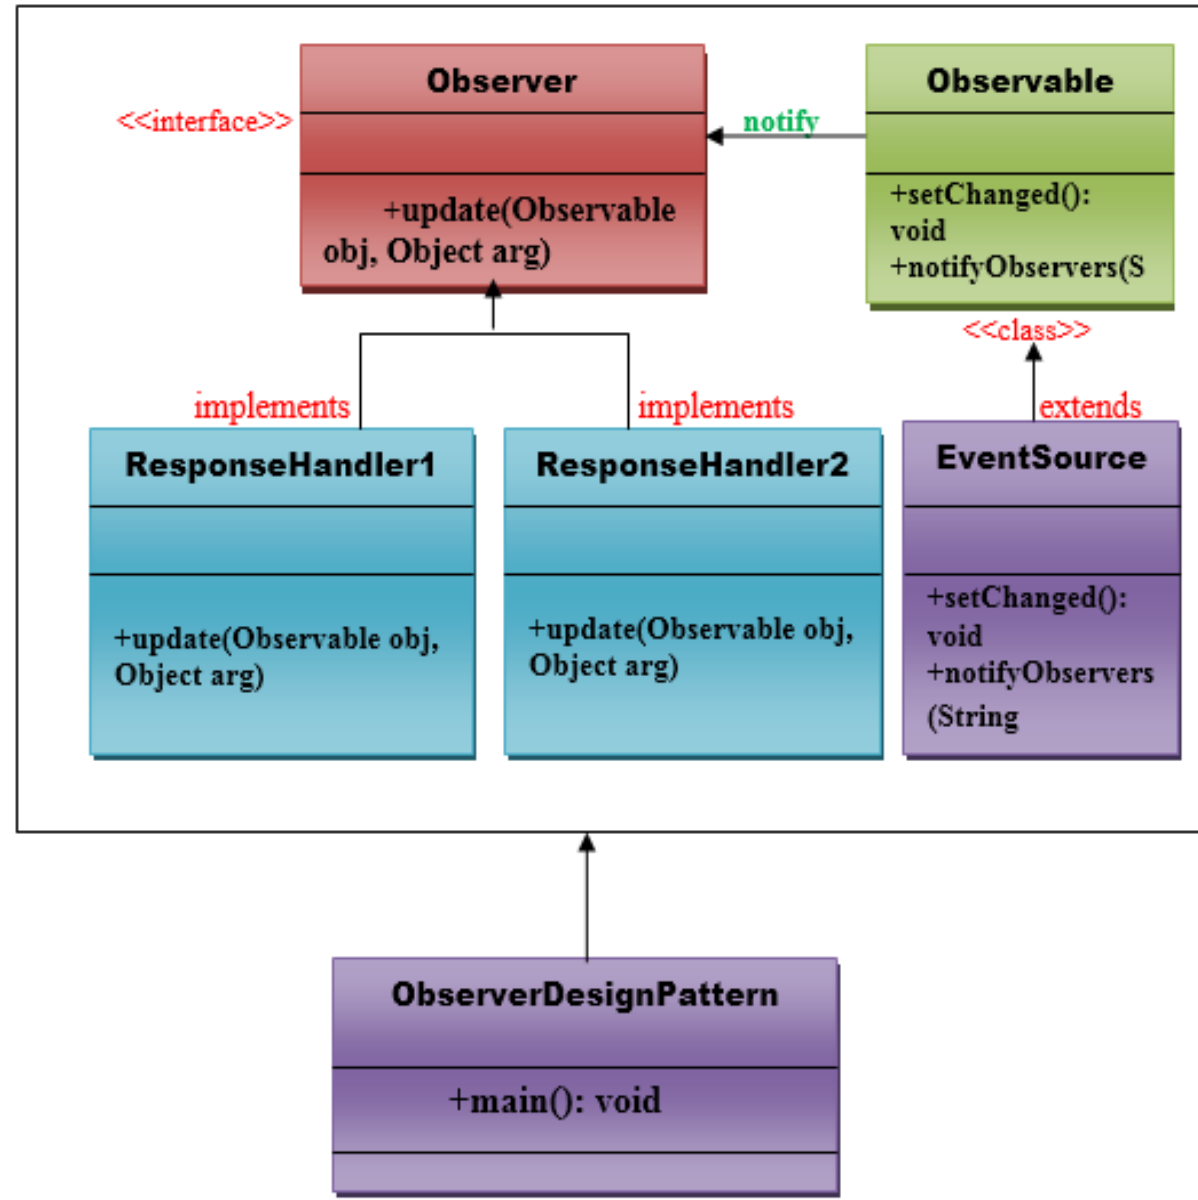 Observer
Observable
<<interface>>
notify
+update(Observable
obj, Object arg)
+setChanged():
void
+notifyObservers(S
<<class>>
implements
implements
extends
ResponseHandler1
+update(Observable obj,
Object arg)
ResponseHandler2
+update(Observable obj,
Object arg)
EventSource
+setChanged():
void
+notifyObservers
(String
ObserverDesignPattern
+main(): void